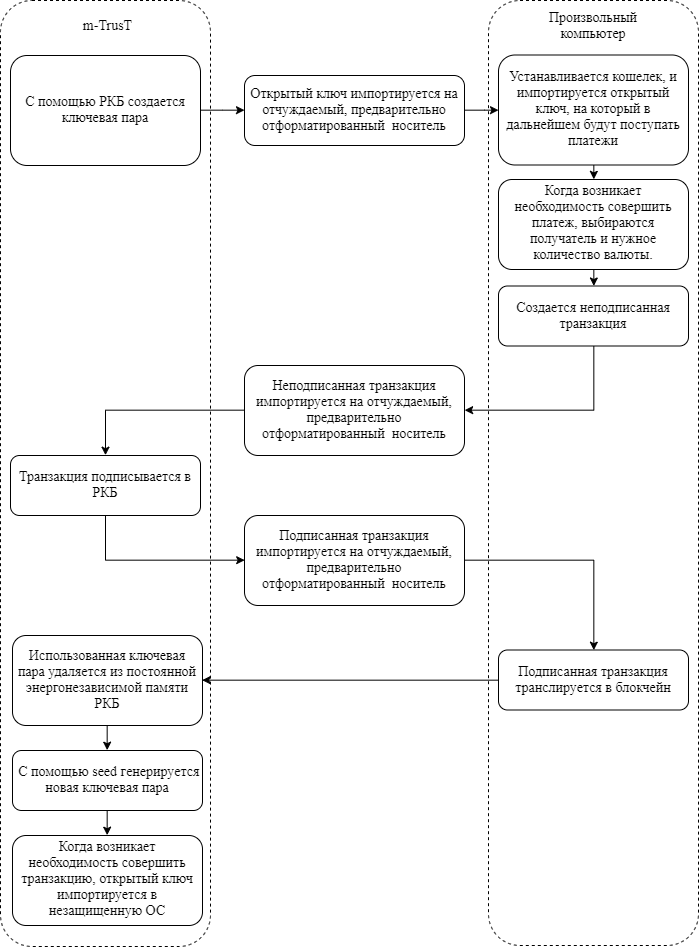 m-TrusT
Произвольный
компьютер
С помощью РКБ создается
ключевая пара
Открытый ключ импортируется на
отчуждаемый, предварительно
отформатированный носитель
Устанавливается кошелек, и
импортируется открытый
ключ, на который в
дальнейшем будут поступать
платежи
Когда возникает
необходимость совершить
платеж, выбираются
получатель и нужное
количество валюты.
Создается неподписанная
транзакция
Неподписанная транзакция
импортируется на отчуждаемый,
предварительно
отформатированный носитель
Транзакция подписывается в
РКБ
Подписанная транзакция
импортируется на отчуждаемый,
предварительно
отформатированный носитель
Подписанная транзакция
транслируется в блокчейн
Использованная ключевая
пара удаляется из постоянной
энергонезависимой памяти
РКБ
С помощью seed генерируется
новая ключевая пара
Когда возникает
необходимость совершить
транзакцию, открытый ключ
импортируется в
незащищенную ОС